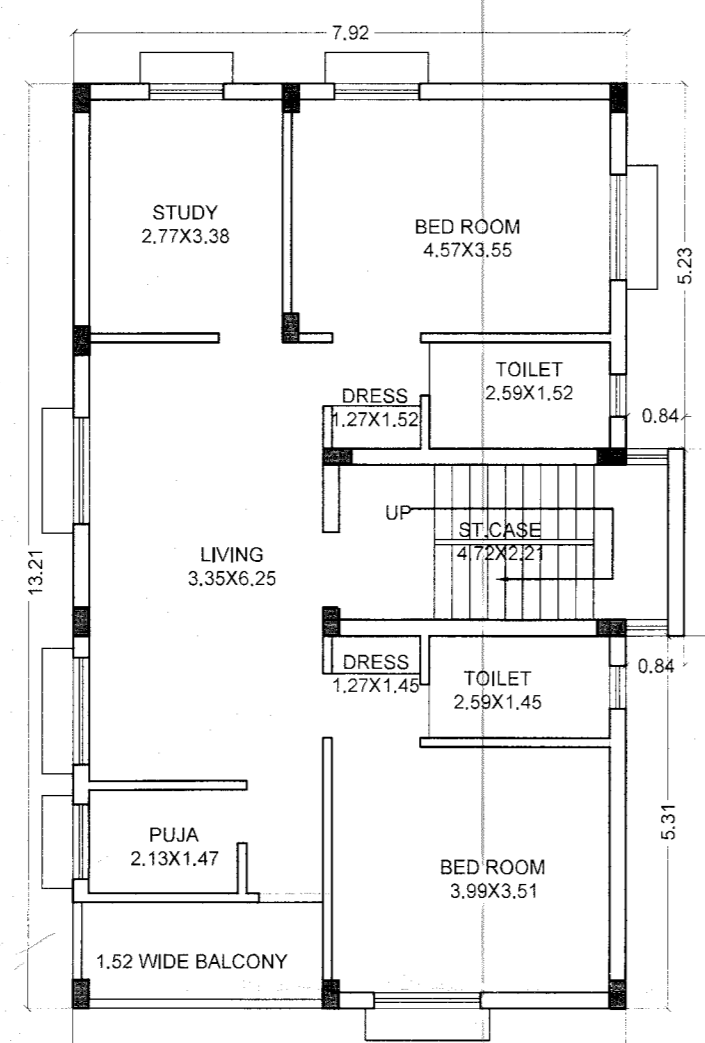 7.92
STUDY
2.77X3.38
BED ROOM
4.57X3.55
5.23
TOILET
2.59X1.52
DRESS
1.27X1.52
0.84
UP
ST.CASE
4.72X2.21
LIVING
3.35X6.25
13.21
DRESS
1.27X1.45
TOILET
2.59X1.45
0.84
PUJA
2.13X1.47
BED ROOM
3.99X3.51
5.31
1.52 WIDE BALCONY